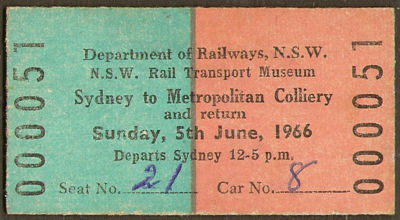 000051
Department of Railways, N.S.W.
N.S.W. Rail Transport Museum
Sydney to Metropolitan Colliery
and return
Sunday, 5th June, 1966
Departs Sydney 12-5 p.m.
Seat No. 21 Car No. 8
000051